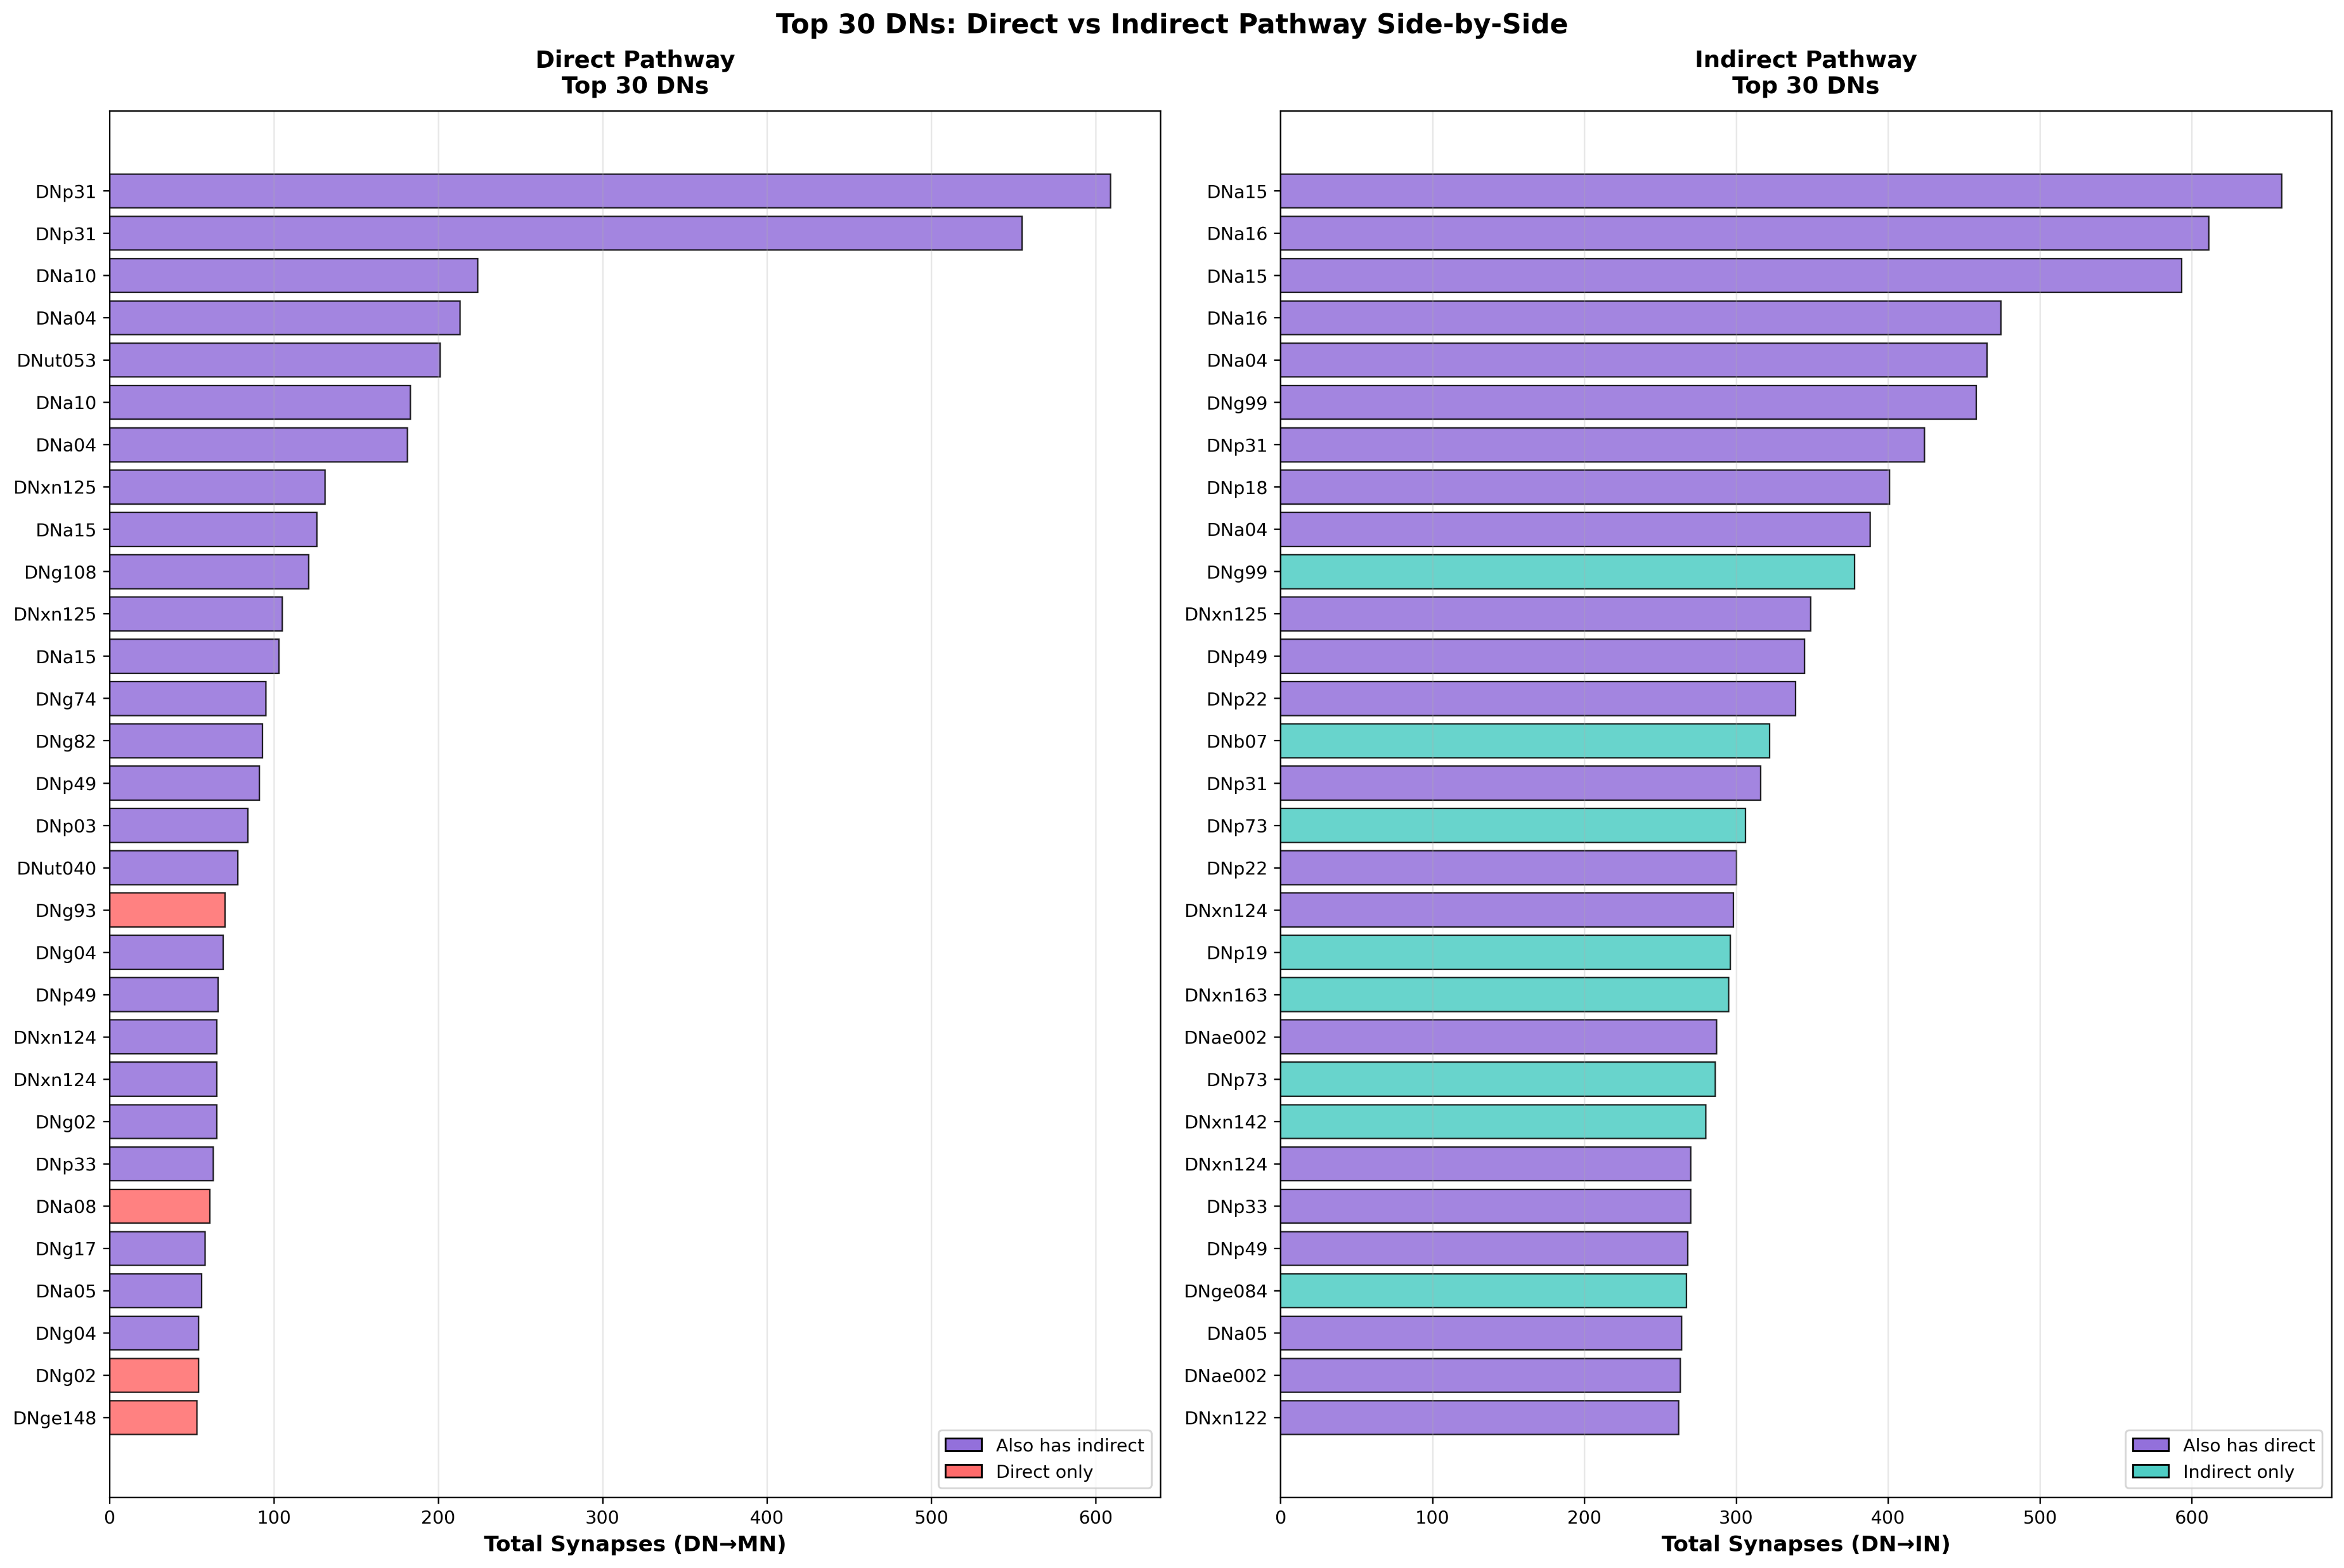 Top 30 DNs: Direct vs Indirect Pathway Side-by-Side
Direct Pathway
Top 30 DNs
DNp31
DNp31
DNa10
DNa04
DNut053
DNa10
DNa04
DNxn125
DNa15
DNg108
DNxn125
DNa15
DNg74
DNg82
DNp49
DNp03
DNut040
DNg93
DNg04
DNp49
DNxn124
DNxn124
DNg02
DNp33
DNa08
DNg17
DNa05
DNg04
DNg02
DNge148
Also has indirect
Direct only
0 100 200 300 400 500 600
Total Synapses (DN→MN)
Indirect Pathway
Top 30 DNs
DNa15
DNa16
DNa15
DNa16
DNa04
DNg99
DNp31
DNp18
DNa04
DNg99
DNxn125
DNp49
DNp22
DNb07
DNp31
DNp73
DNp22
DNxn124
DNp19
DNxn163
DNae002
DNp73
DNxn142
DNxn124
DNp33
DNp49
DNge084
DNa05
DNae002
DNxn122
Also has direct
Indirect only
0 100 200 300 400 500 600
Total Synapses (DN→IN)